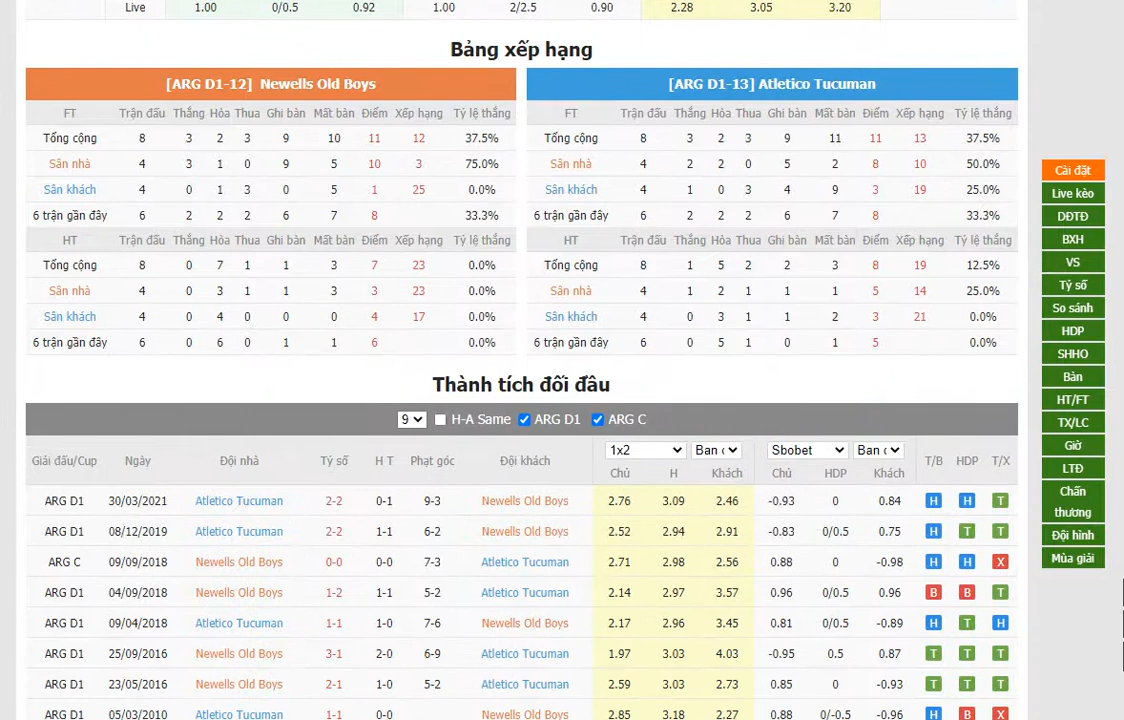 Live 1.00 0/0.5 0.92 1.00 2/2.5 0.90 2.28 3.05 3.20
Bảng xếp hạng
[ARG D1-12] Newells Old Boys [ARG D1-13] Atletico Tucuman
FT Trận đấu Thắng Hòa Thua Ghi bàn Mất bàn Điểm Xếp hạng Tỷ lệ thắng FT Trận đấu Thắng Hòa Thua Ghi bàn Mất bàn Điểm Xếp hạng Tỷ lệ thắng
Tổng cộng 8 3 2 3 9 10 11 12 37.5% Tổng cộng 8 3 2 3 9 11 11 13 37.5%
Sân nhà 4 3 1 0 9 5 10 3 75.0% Sân nhà 4 2 2 0 5 2 8 10 50.0%
Sân khách 4 0 1 3 0 5 1 25 0.0% Sân khách 4 1 0 3 4 9 3 19 25.0%
6 trận gần đây 6 2 2 2 6 7 8 33.3% 6 trận gần đây 6 2 2 2 6 7 8 33.3%
HT Trận đấu Thắng Hòa Thua Ghi bàn Mất bàn Điểm Xếp hạng Tỷ lệ thắng HT Trận đấu Thắng Hòa Thua Ghi bàn Mất bàn Điểm Xếp hạng Tỷ lệ thắng
Tổng cộng 8 0 7 1 1 3 7 23 0.0% Tổng cộng 8 1 5 2 2 3 8 19 12.5%
Sân nhà 4 0 3 1 1 3 3 23 0.0% Sân nhà 4 1 2 1 1 1 5 14 25.0%
Sân khách 4 0 4 0 0 0 4 17 0.0% Sân khách 4 0 3 1 1 2 3 21 0.0%
6 trận gần đây 6 0 6 0 1 1 6 0.0% 6 trận gần đây 6 0 5 1 0 1 5 0.0%
Thành tích đối đầu
9 H-A Same ARG D1 ARG C
1x2 Ban Sbobet Ban
Giải đấu/Cup Ngày Đội nhà Tỷ số H T Phạt góc Đội khách T/B HDP T/X
Chủ H Khách Chủ HDP Khách
ARG D1 30/03/2021 Atletico Tucuman 2-2 0-1 9-3 Newells Old Boys 2.76 3.09 2.46 -0.93 0 0.84 H H T
ARG D1 08/12/2019 Atletico Tucuman 2-2 1-1 6-2 Newells Old Boys 2.52 2.94 2.91 -0.83 0/0.5 0.75 H T T
ARG C 09/09/2018 Newells Old Boys 0-0 0-0 7-3 Atletico Tucuman 2.71 2.98 2.56 0.88 0 -0.98 H H X
ARG D1 04/09/2018 Newells Old Boys 1-2 1-1 5-2 Atletico Tucuman 2.14 2.97 3.57 0.96 0/0.5 0.96 B B T
ARG D1 09/04/2018 Atletico Tucuman 1-1 1-0 7-6 Newells Old Boys 2.17 2.96 3.45 0.81 0/0.5 -0.89 H T H
ARG D1 25/09/2016 Newells Old Boys 3-1 2-0 6-9 Atletico Tucuman 1.97 3.03 4.03 -0.95 0.5 0.87 T T T
ARG D1 23/05/2016 Newells Old Boys 2-1 1-0 5-2 Atletico Tucuman 2.59 3.03 2.73 0.85 0 -0.93 T T T
ARG D1 05/03/2010 Atletico Tucuman 1-1 0-0 Newells Old Boys 2.85 3.18 2.27 0.88 0/-0.5 -0.96 H B X
Cài đặt
Live kèo
DĐTĐ
BXH
VS
Tỷ số
So sánh
HDP
SHHO
Bàn
HT/FT
TX/LC
Giờ
LTĐ
Chấn
thương
Đội hình
Mùa giải